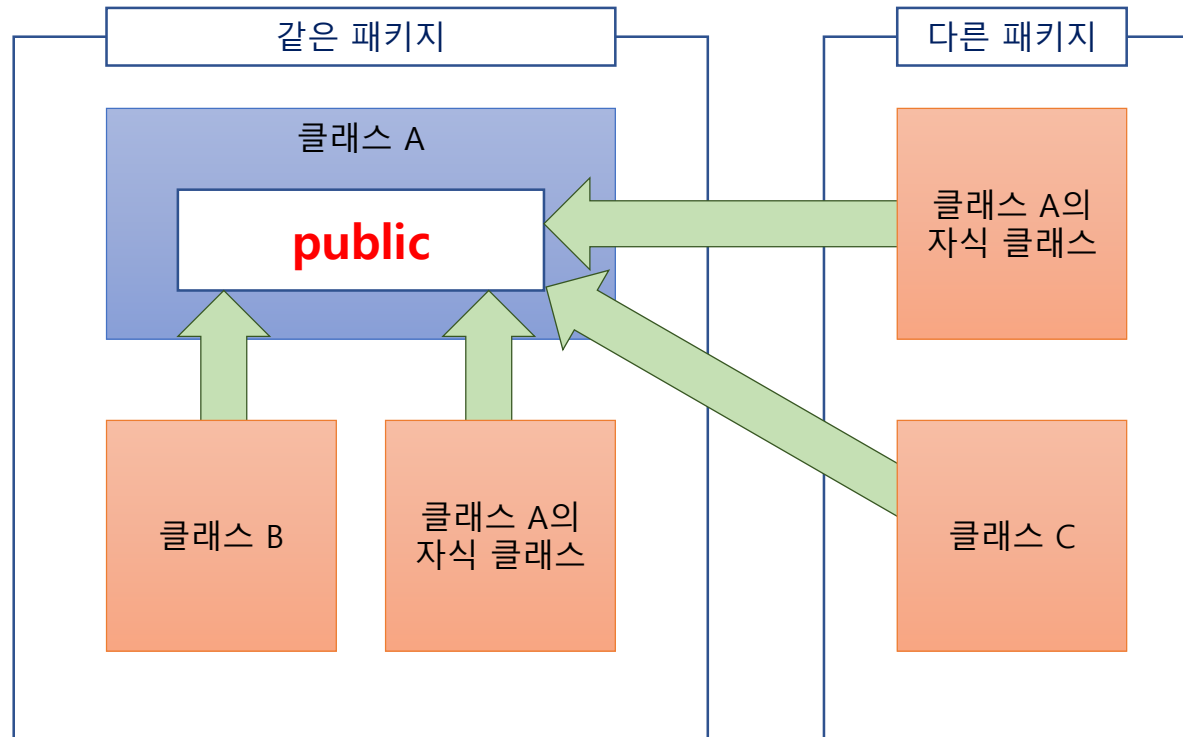 같은 패키지
다른 패키지
클래스 A
public
클래스 A의
자식 클래스
클래스 B
클래스 A의
자식 클래스
클래스 C